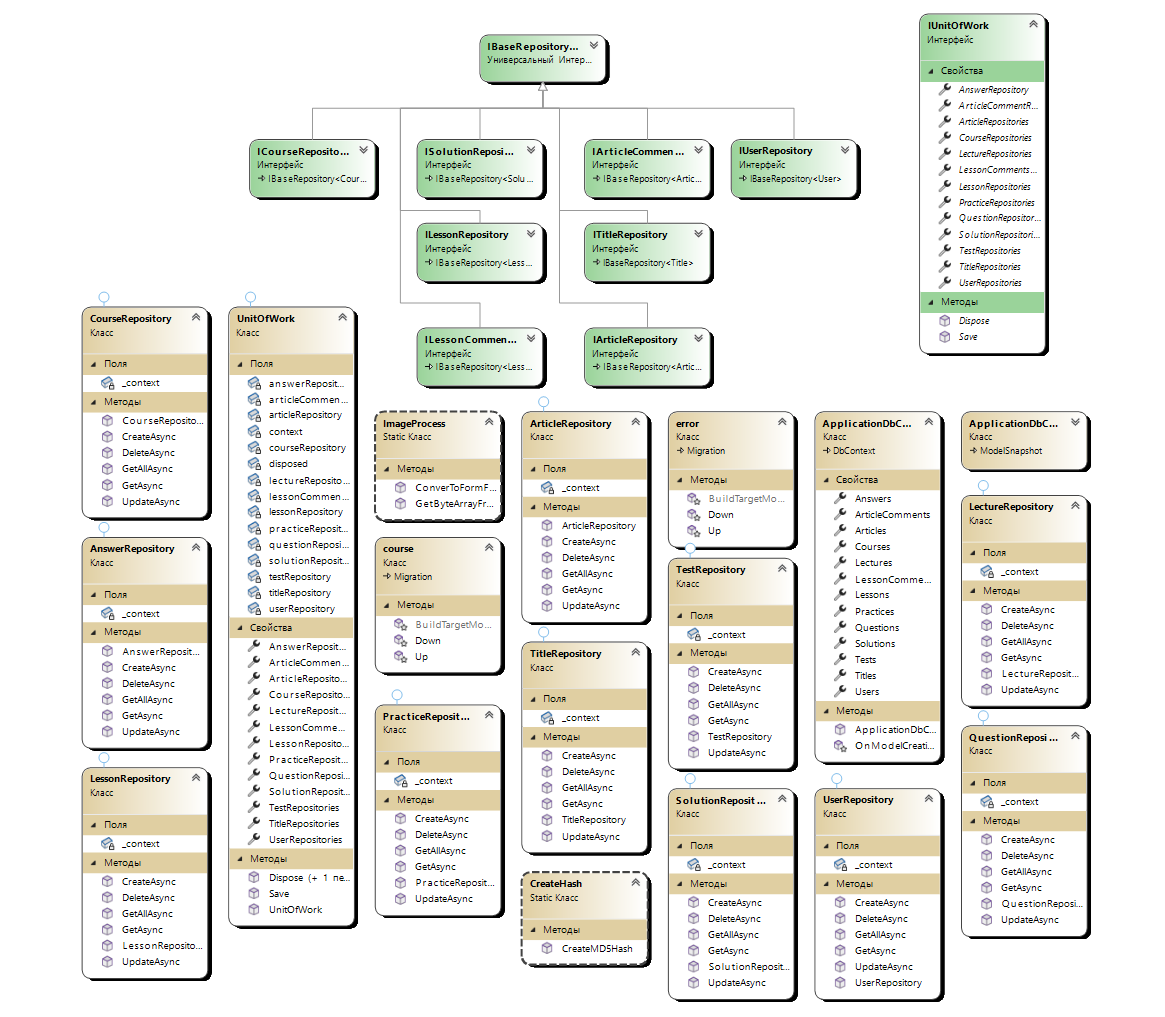 IBaseRepository...
Универсальный Интер...
IUnitOfWork
Интерфейс
Свойства
AnswerRepository
ArticleCommentR...
ArticleRepositories
CourseRepositories
LectureRepositories
LessonComments...
LessonRepositories
PracticeRepositories
QuestionRepositor...
SolutionRepositori...
TestRepositories
TitleRepositories
UserRepositories
Методы
Dispose
Save
ICourseReposito...
Интерфейс
IBaseRepository<Cour...
ISolutionReposi...
Интерфейс
IBaseRepository<Solu...
IArticleCommen...
Интерфейс
IBaseRepository<Artic...
IUserRepository
Интерфейс
IBaseRepository<User>
ILessonRepository
Интерфейс
IBaseRepository<Less...
ITitleRepository
Интерфейс
IBaseRepository<Title>
ILessonCommen...
Интерфейс
IBaseRepository<Less...
IArticleRepository
Интерфейс
IBaseRepository<Artic...
CourseRepository
Класс
Поля
_context
Методы
CourseReposito...
CreateAsync
DeleteAsync
GetAllAsync
GetAsync
UpdateAsync
AnswerRepository
Класс
Поля
_context
Методы
AnswerReposit...
CreateAsync
DeleteAsync
GetAllAsync
GetAsync
UpdateAsync
LessonRepository
Класс
Поля
_context
Методы
CreateAsync
DeleteAsync
GetAllAsync
GetAsync
LessonReposito...
UpdateAsync
UnitOfWork
Класс
Поля
answerReposit...
articleCommen...
articleRepository
context
courseRepository
disposed
lectureReposito...
lessonCommen...
lessonRepository
practiceReposit...
questionReposi...
solutionReposit...
testRepository
titleRepository
userRepository
Свойства
AnswerReposit...
ArticleCommen...
ArticleReposito...
CourseReposito...
LectureReposit...
LessonComme...
LessonReposito...
PracticeReposit...
QuestionReposi...
SolutionReposit...
TestRepositories
TitleRepositories
UserRepositories
Методы
Dispose (+ 1 пе...
Save
UnitOfWork
ImageProcess
Static Класс
Методы
ConverToFormF...
GetByteArrayFr...
course
Класс
Migration
Методы
BuildTargetMo...
Down
Up
PracticeReposit...
Класс
Поля
_context
Методы
CreateAsync
DeleteAsync
GetAllAsync
GetAsync
PracticeReposit...
UpdateAsync
ArticleRepository
Класс
Поля
_context
Методы
ArticleRepository
CreateAsync
DeleteAsync
GetAllAsync
GetAsync
UpdateAsync
TitleRepository
Класс
Поля
_context
Методы
CreateAsync
DeleteAsync
GetAllAsync
GetAsync
TitleRepository
UpdateAsync
CreateHash
Static Класс
Методы
CreateMD5Hash
error
Класс
Migration
Методы
BuildTargetMo...
Down
Up
TestRepository
Класс
Поля
_context
Методы
CreateAsync
DeleteAsync
GetAllAsync
GetAsync
TestRepository
UpdateAsync
SolutionReposit...
Класс
Поля
_context
Методы
CreateAsync
DeleteAsync
GetAllAsync
GetAsync
SolutionReposit...
UpdateAsync
ApplicationDbC...
Класс
DbContext
Свойства
Answers
ArticleComments
Articles
Courses
Lectures
LessonComme...
Lessons
Practices
Questions
Solutions
Tests
Titles
Users
Методы
ApplicationDbC...
OnModelCreati...
UserRepository
Класс
Поля
_context
Методы
CreateAsync
DeleteAsync
GetAllAsync
GetAsync
UpdateAsync
UserRepository
ApplicationDbC...
Класс
ModelSnapshot
LectureRepository
Класс
Поля
_context
Методы
CreateAsync
DeleteAsync
GetAllAsync
GetAsync
LectureReposit...
UpdateAsync
QuestionReposi...
Класс
Поля
_context
Методы
CreateAsync
DeleteAsync
GetAllAsync
GetAsync
QuestionReposi...
UpdateAsync